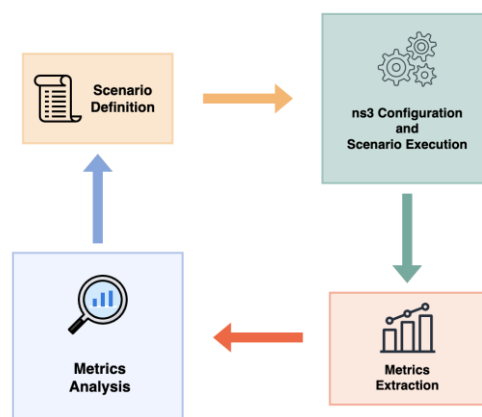 Scenario
Definition
ns3 Configuration
and
Scenario Execution
Metrics
Extraction
Metrics
Analysis